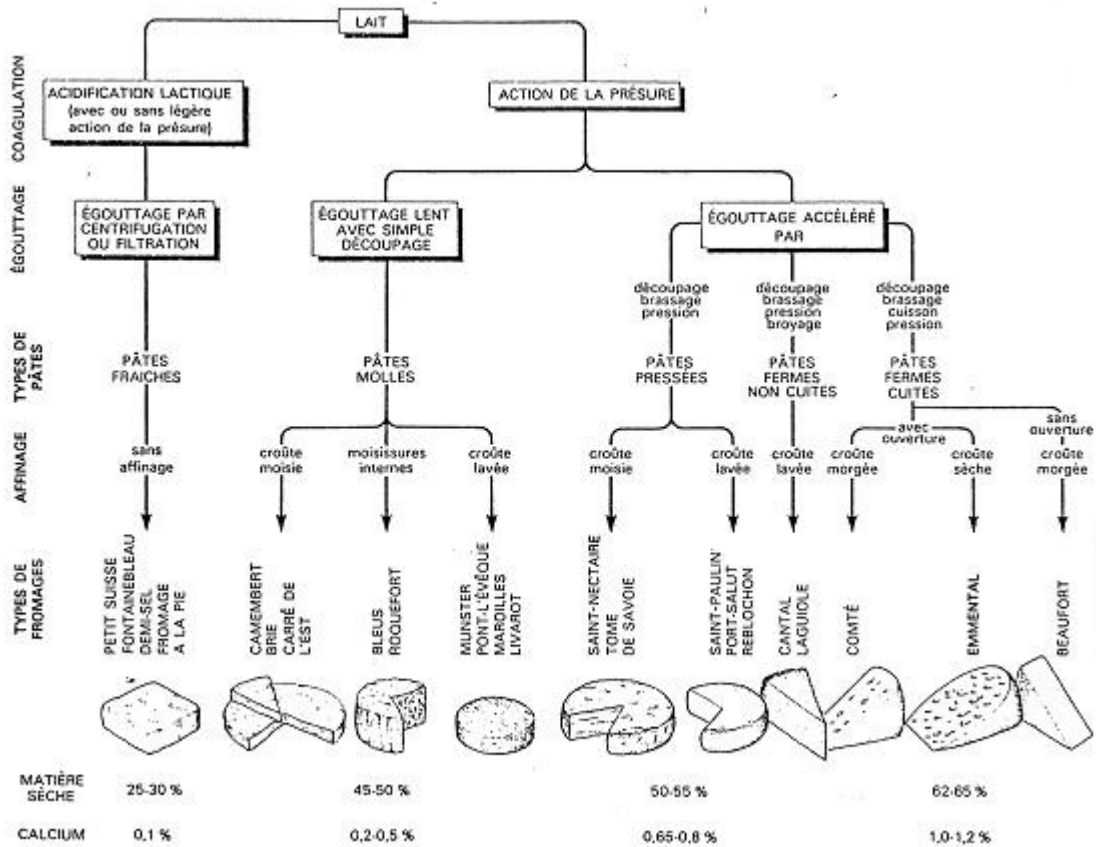 LAIT
COAGULATION
ACIDIFICATION LACTIQUE
(avec ou sans légère
action de la présure)
ACTION DE LA PRÉSURE
ÉGOUTTAGE
ÉGOUTTAGE PAR
CENTRIFUGATION
OU FILTRATION
ÉGOUTTAGE LENT
AVEC SIMPLE
DÉCOUPAGE
ÉGOUTTAGE ACCÉLÉRÉ
PAR
découpage
brassage
pression
découpage
brassage
pression
broyage
découpage
brassage
cuisson
pression
TYPES DE
PÂTES
PÂTES
FRAICHES
PÂTES
MOLLES
PÂTES
PRESSÉES
PÂTES
FERMES
NON CUITES
PÂTES
FERMES
CUITES
avec
ouverture
sans
ouverture
AFFINAGE
sans
affinage
croûte
moisie
moisissures
internes
croûte
lavée
croûte
moisie
croûte
lavée
croûte
lavée
croûte
morgée
croûte
sèche
croûte
morgée
TYPES DE
FROMAGES
PETIT SUISSE
FONTAINEBLEAU
DEMI-SEL
FROMAGE
A LA PIE
CAMEMBERT
BRIE
CARRÉ DE
L'EST
BLEUS
ROQUEFORT
MUNSTER
PONT-L'ÉVÊQUE
MAROILLES
LIVAROT
SAINT-NECTAIRE
TOME
DE SAVOIE
SAINT-PAULIN
PORT-SALUT
REBLOCHON
CANTAL
LAGUIOLE
COMTÉ
EMMENTAL
BEAUFORT
MATIÈRE
SÈCHE
25-30 %
45-50 %
50-55 %
62-65 %
CALCIUM
0,1 %
0,2-0,5 %
0,65-0,8 %
1,0-1,2 %